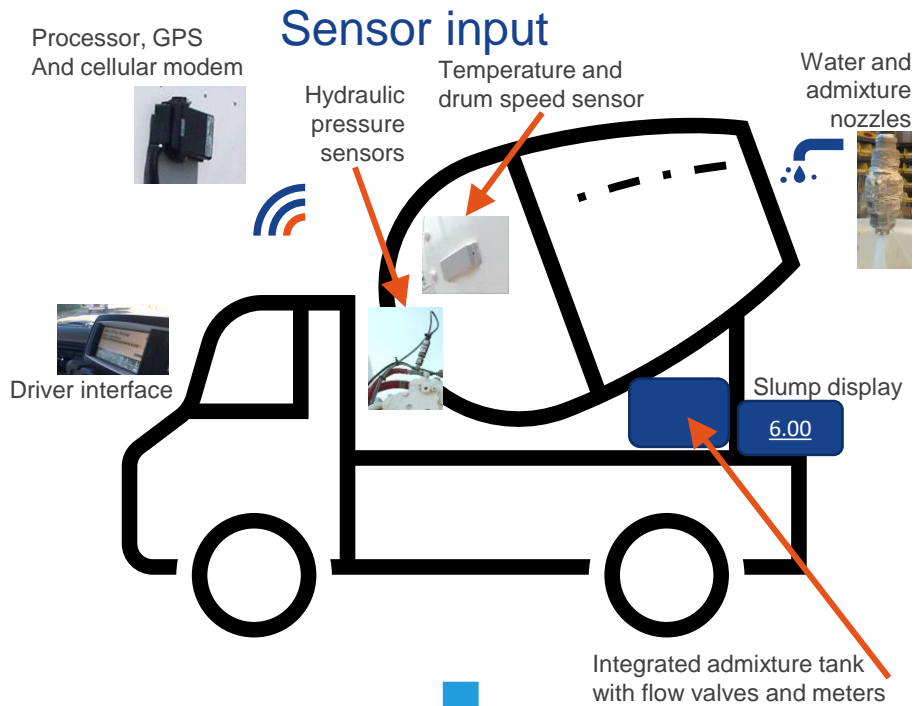 Sensor input
Processor, GPS
And cellular modem
Hydraulic
pressure
sensors
Temperature and
drum speed sensor
Water and
admixture
nozzles
Driver interface
Slump display
6.00
Integrated admixture tank
with flow valves and meters